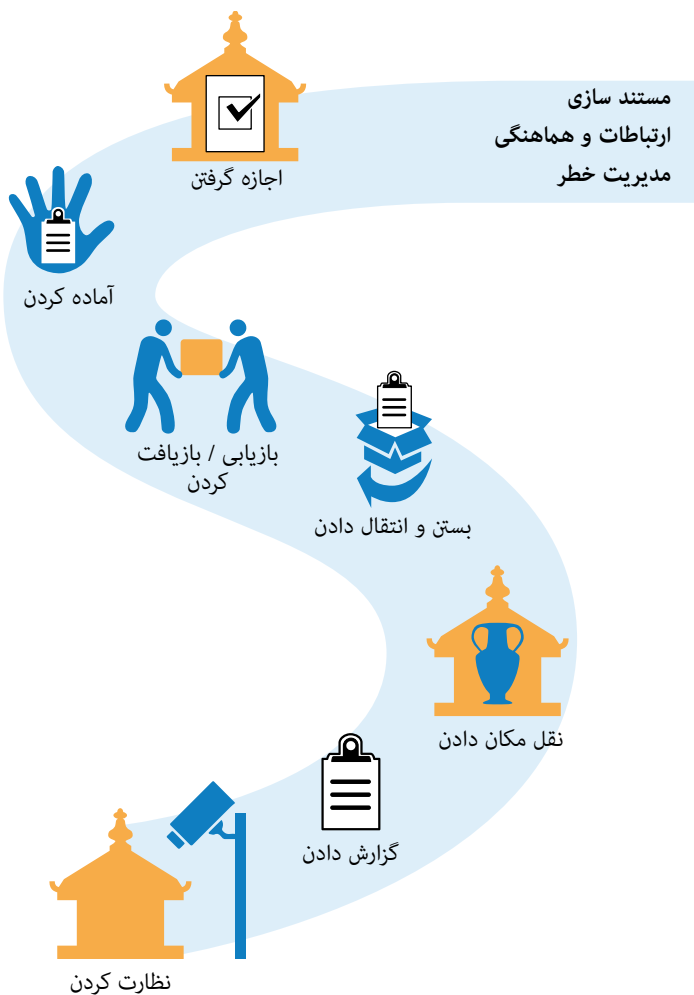 مستند سازی
ارتباطات و هماهنگی
مدیریت خطر
اجازه گرفتن
آماده کردن
بازیابی / بازیافت
کردن
بستن و انتقال دادن
نقل مکان دادن
گزارش دادن
نظارت کردن